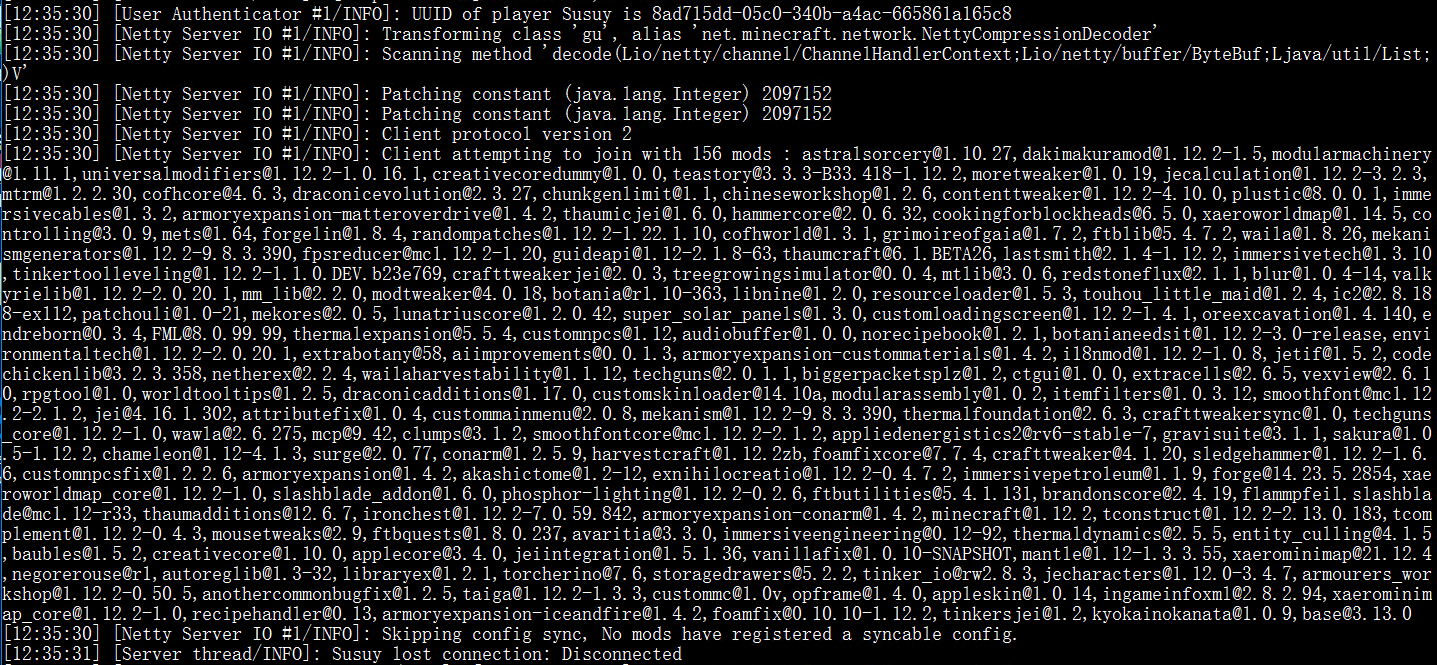 [12:35:30] [User Authenticator #1/INFO]: UUID of player Susuy is 8ad715dd-05c0-340b-a4ac-665861a165c8
[12:35:30] [Netty Server IO #1/INFO]: Transforming class 'gu', alias 'net.minecraft.network.NettyCompressionDecoder'
[12:35:30] [Netty Server IO #1/INFO]: Scanning method 'decode(Lio/netty/channel/ChannelHandlerContext;Lio/netty/buffer/ByteBuf;Ljava/util/List;
)V'
[12:35:30] [Netty Server IO #1/INFO]: Patching constant (java.lang.Integer) 2097152
[12:35:30] [Netty Server IO #1/INFO]: Patching constant (java.lang.Integer) 2097152
[12:35:30] [Netty Server IO #1/INFO]: Client protocol version 2
[12:35:30] [Netty Server IO #1/INFO]: Client attempting to join with 156 mods : astralsorcery@1.10.27,dakimakuramod@1.12.2-1.5,modularmachinery
@1.11.1,universalmodifiers@1.12.2-1.0.16.1,creativecoredummy@1.0.0,teastory@3.3.3-B33.418-1.12.2,moretweaker@1.0.19,jecalculation@1.12.2-3.2.3,
mtrm@1.2.2.30,cofhcore@4.6.3,draconicevolution@2.3.27,chunkgenlimit@1.1,chineseworkshop@1.2.6,contenttweaker@1.12.2-4.10.0,plustic@8.0.0.1,imme
rsivecables@1.3.2,armoryexpansion-matteroverdrive@1.4.2,thaumicjei@1.6.0,hammercore@2.0.6.32,cookingforblockheads@6.5.0,xaeroworldmap@1.14.5,co
ntrolling@3.0.9,mets@1.64,forgelin@1.8.4,randompatches@1.12.2-1.22.1.10,cofhworld@1.3.1,grimoireofgaia@1.7.2,ftblib@5.4.7.2,waila@1.8.26,mekani
smgenerators@1.12.2-9.8.3.390,fpsreducer@mc1.12.2-1.20,guideapi@1.12-2.1.8-63,thaumcraft@6.1.BETA26,lastsmith@2.1.4-1.12.2,immersivetech@1.3.10
,tinkertoolleveling@1.12.2-1.1.0.DEV.b23e769,crafttweakerjei@2.0.3,treegrowingsimulator@0.0.4,mtlib@3.0.6,redstoneflux@2.1.1,blur@1.0.4-14,valk
yrielib@1.12.2-2.0.20.1,mm_lib@2.2.0,modtweaker@4.0.18,botania@r1.10-363,libnine@1.2.0,resourceloader@1.5.3,touhou_little_maid@1.2.4,ic2@2.8.18
8-ex112,patchouli@1.0-21,mekores@2.0.5,lunatriuscore@1.2.0.42,super_solar_panels@1.3.0,customloadingscreen@1.12.2-1.4.1,oreexcavation@1.4.140,e
ndreborn@0.3.4,FML@8.0.99.99,thermalexpansion@5.5.4,customnpcs@1.12,audiobuffer@1.0.0,norecipebook@1.2.1,botanianeedsit@1.12.2-3.0-release,envi
ronmentaltech@1.12.2-2.0.20.1,extrabotany@58,aiimprovements@0.0.1.3,armoryexpansion-custommaterials@1.4.2,i18nmod@1.12.2-1.0.8,jetif@1.5.2,code
chickenlib@3.2.3.358,netherex@2.2.4,wailaharvestability@1.1.12,techguns@2.0.1.1,biggerpacketsplz@1.2,ctgui@1.0.0,extracells@2.6.5,vexview@2.6.1
0,rpgtool@1.0,worldtooltips@1.2.5,draconicadditions@1.17.0,customskinloader@14.10a,modularassembly@1.0.2,itemfilters@1.0.3.12,smoothfont@mc1.12
.2-2.1.2,jei@4.16.1.302,attributefix@1.0.4,custommainmenu@2.0.8,mekanism@1.12.2-9.8.3.390,thermalfoundation@2.6.3,crafttweakersync@1.0,techguns
_core@1.12.2-1.0,wawla@2.6.275,mcp@9.42,clumps@3.1.2,smoothfontcore@mc1.12.2-2.1.2,appliedenergistics2@rv6-stable-7,gravisuite@3.1.1,sakura@1.0
.5-1.12.2,chameleon@1.12-4.1.3,surge@2.0.77,conarm@1.2.5.9,harvestcraft@1.12.2zb,foamfixcore@7.7.4,crafttweaker@4.1.20,sledgehammer@1.12.2-1.6.
6,customnpcsfix@1.2.2.6,armoryexpansion@1.4.2,akashictome@1.2-12,exnihilocreatio@1.12.2-0.4.7.2,immersivepetroleum@1.1.9,forge@14.23.5.2854,xae
roworldmap_core@1.12.2-1.0,slashblade_addon@1.6.0,phosphor-lighting@1.12.2-0.2.6,ftbutilities@5.4.1.131,brandonscore@2.4.19,flammpfeil.slashbla
de@mc1.12-r33,thaumadditions@12.6.7,ironchest@1.12.2-7.0.59.842,armoryexpansion-conarm@1.4.2,minecraft@1.12.2,tconstruct@1.12.2-2.13.0.183,tcom
plement@1.12.2-0.4.3,mousetweaks@2.9,ftbquests@1.8.0.237,avaritia@3.3.0,immersiveengineering@0.12-92,thermaldynamics@2.5.5,entity_culling@4.1.5
,baubles@1.5.2,creativecore@1.10.0,applecore@3.4.0,jeiintegration@1.5.1.36,vanillafix@1.0.10-SNAPSHOT,mantle@1.12-1.3.3.55,xaerominimap@21.12.4
,negorerouse@r1,autoreglib@1.3-32,libraryex@1.2.1,torcherino@7.6,storagedrawers@5.2.2,tinker_io@rw2.8.3,jecharacters@1.12.0-3.4.7,armourers_wor
kshop@1.12.2-0.50.5,anothercommonbugfix@1.2.5,taiga@1.12.2-1.3.3,custommc@1.0v,opframe@1.4.0,appleskin@1.0.14,ingameinfoxml@2.8.2.94,xaerominim
ap_core@1.12.2-1.0,recipehandler@0.13,armoryexpansion-iceandfire@1.4.2,foamfix@0.10.10-1.12.2,tinkersjei@1.2,kyokainokanata@1.0.9,base@3.13.0
[12:35:30] [Netty Server IO #1/INFO]: Skipping config sync, No mods have registered a syncable config.
[12:35:31] [Server thread/INFO]: Susuy lost connection: Disconnected